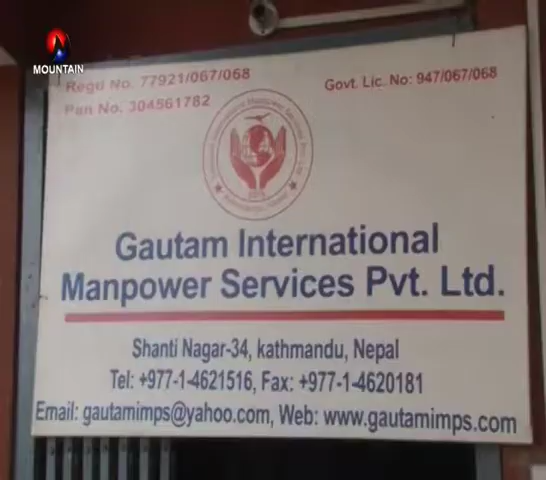 MOUNTAIN
Regd No. 77921/067/068
Govt. Lic. No: 947/067/068
Pan No. 304561782
Gautam International
Manpower Services Pvt. Ltd.
Shanti Nagar-34, kathmandu, Nepal
Tel: +977-1-4621516, Fax: +977-1-4620181
Email: gautamimps@yahoo.com, Web: www.gautamimps.com